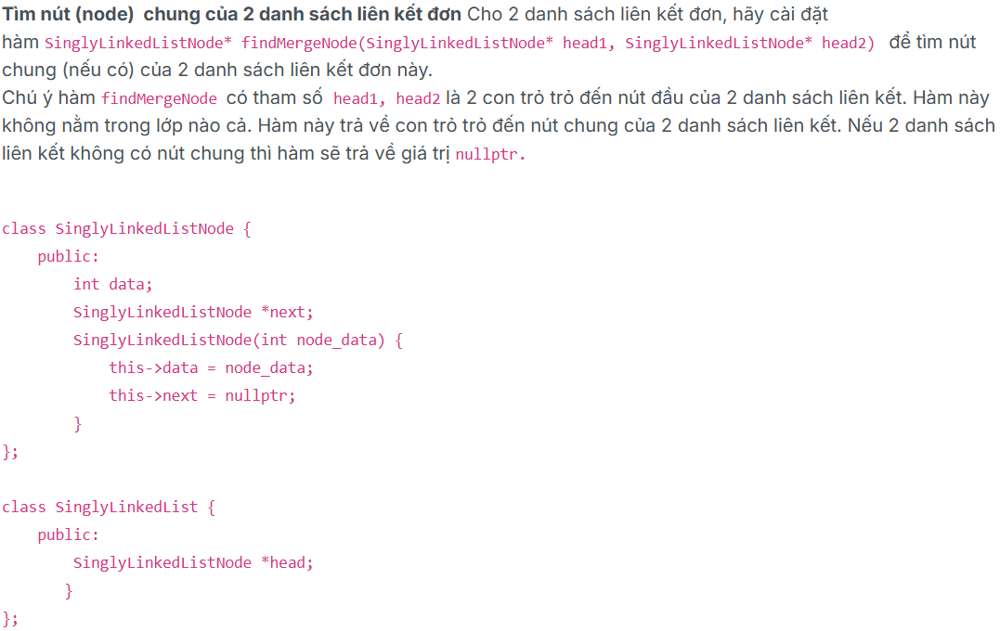 Tìm nút (node)  chung của 2 danh sách liên kết đơn Cho 2 danh sách liên kết đơn, hãy cài đặt
hàm SinglyLinkedListNode* findMergeNode(SinglyLinkedListNode* head1, SinglyLinkedListNode* head2)  để tìm nút
chung (nếu có) của 2 danh sách liên kết đơn này.
Chú ý hàm findMergeNode có tham số  head1, head2 là 2 con trỏ trỏ đến nút đầu của 2 danh sách liên kết. Hàm này
không nằm trong lớp nào cả. Hàm này trả về con trỏ trỏ đến nút chung của 2 danh sách liên kết. Nếu 2 danh sách
liên kết không có nút chung thì hàm sẽ trả về giá trị nullptr.
class SinglyLinkedListNode {
    public:
        int data;
        SinglyLinkedListNode *next;
        SinglyLinkedListNode(int node_data) {
            this->data = node_data;
            this->next = nullptr;
        }
};
class SinglyLinkedList {
    public:
        SinglyLinkedListNode *head;
       }
};